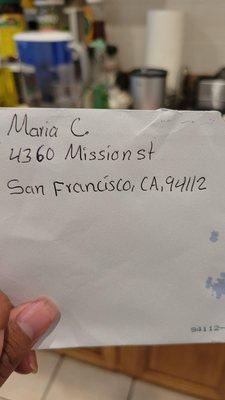 Maria C.
4360 Mission st
San Francisco, CA, 94112
94112-